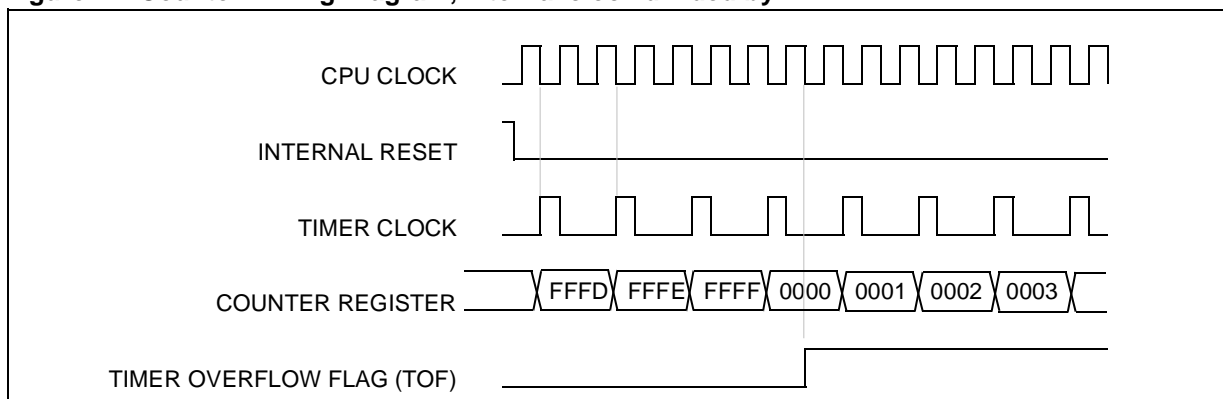 CPU CLOCK
INTERNAL RESET
TIMER CLOCK
COUNTER REGISTER FFFD FFFE FFFF 0000 0001 0002 0003
TIMER OVERFLOW FLAG (TOF)